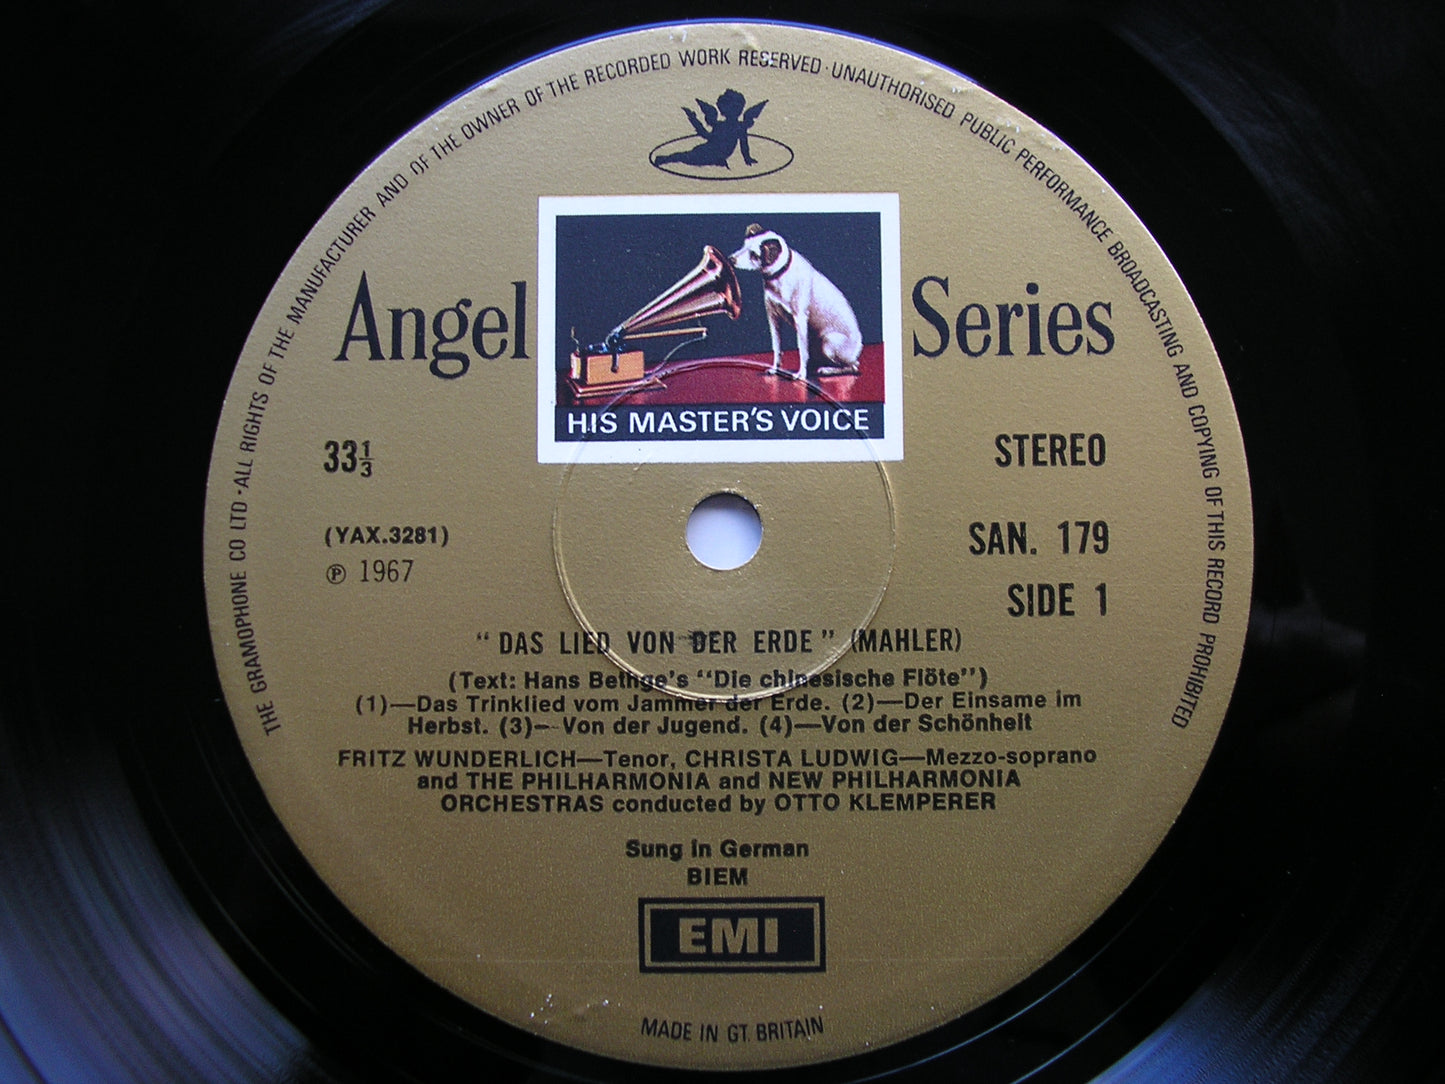 THE GRAMOPHONE CO LTD · ALL RIGHTS OF THE MANUFACTURER AND OF THE OWNER OF THE RECORDED WORK RESERVED · UNAUTHORISED PUBLIC PERFORMANCE BROADCASTING AND COPYING OF THIS RECORD PROHIBITED
Angel Series
HIS MASTER'S VOICE
33⅓
STEREO
(YAX.3281)
℗ 1967
SAN. 179
SIDE 1
"DAS LIED VON DER ERDE" (MAHLER)
(Text: Hans Bethge's "Die chinesische Flöte")
(1)—Das Trinklied vom Jammer der Erde. (2)—Der Einsame im
Herbst. (3)—Von der Jugend. (4)—Von der Schönheit
FRITZ WUNDERLICH—Tenor, CHRISTA LUDWIG—Mezzo-soprano
and THE PHILHARMONIA and NEW PHILHARMONIA
ORCHESTRAS conducted by OTTO KLEMPERER
Sung in German
BIEM
EMI
MADE IN GT. BRITAIN